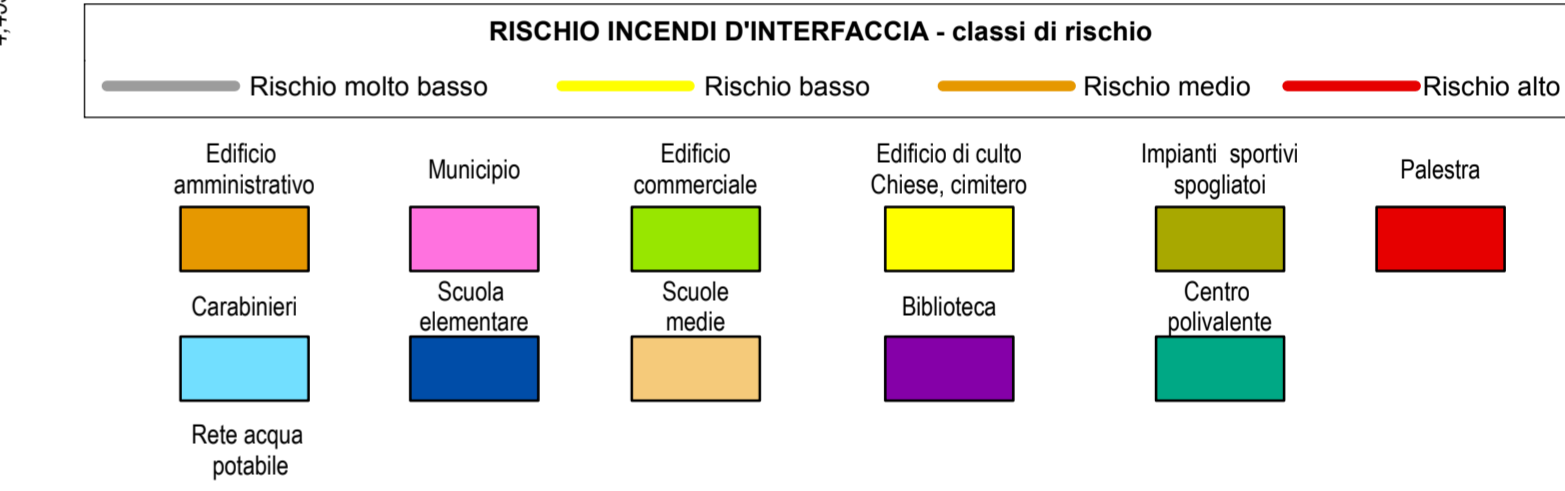 RISCHIO INCENDI D'INTERFACCIA - classi di rischio
Rischio molto basso Rischio basso Rischio medio Rischio alto
Edificio amministrativo
Municipio
Edificio commerciale
Edificio di culto Chiese, cimitero
Impianti sportivi spogliatoi
Palestra
Carabinieri
Scuola elementare
Scuole medie
Biblioteca
Centro polivalente
Rete acqua potabile